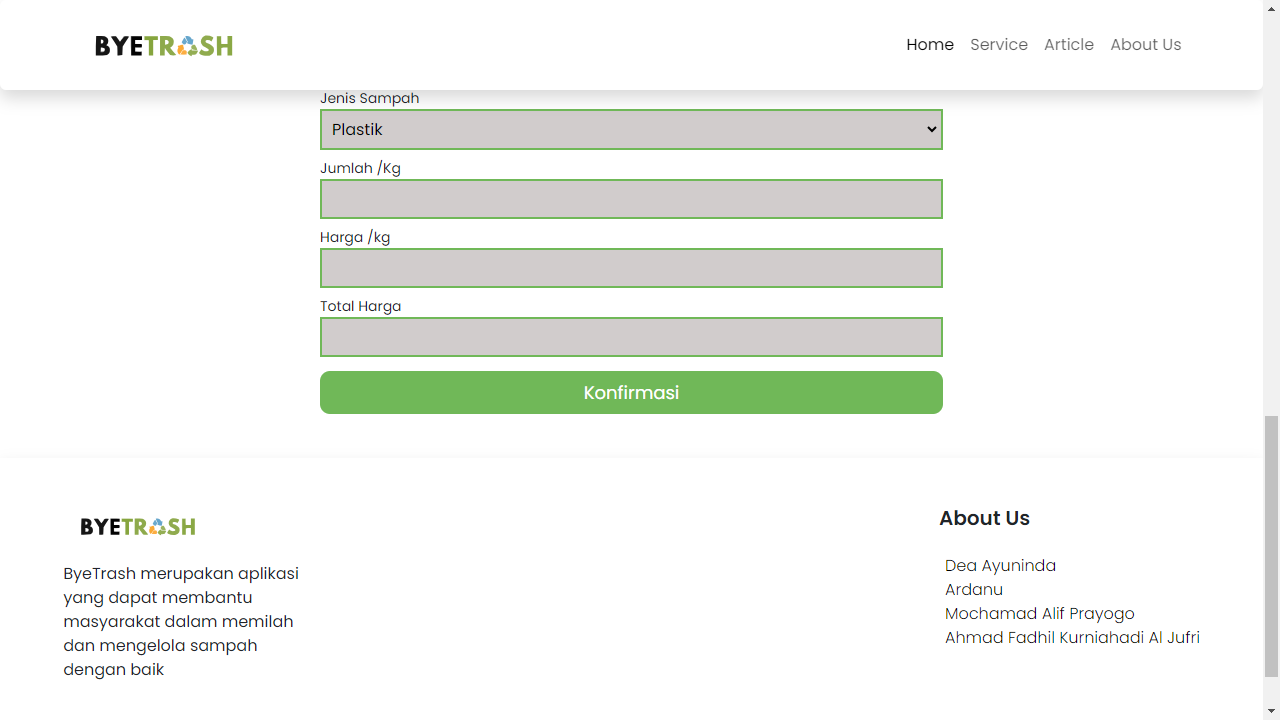 BYETRASH
Home Service Article About Us
Jenis Sampah
Plastik
Jumlah /Kg
Harga /kg
Total Harga
Konfirmasi
BYETRASH
ByeTrash merupakan aplikasi
yang dapat membantu
masyarakat dalam memilah
dan mengelola sampah
dengan baik
About Us
Dea Ayuninda
Ardanu
Mochamad Alif Prayogo
Ahmad Fadhil Kurniahadi Al Jufri